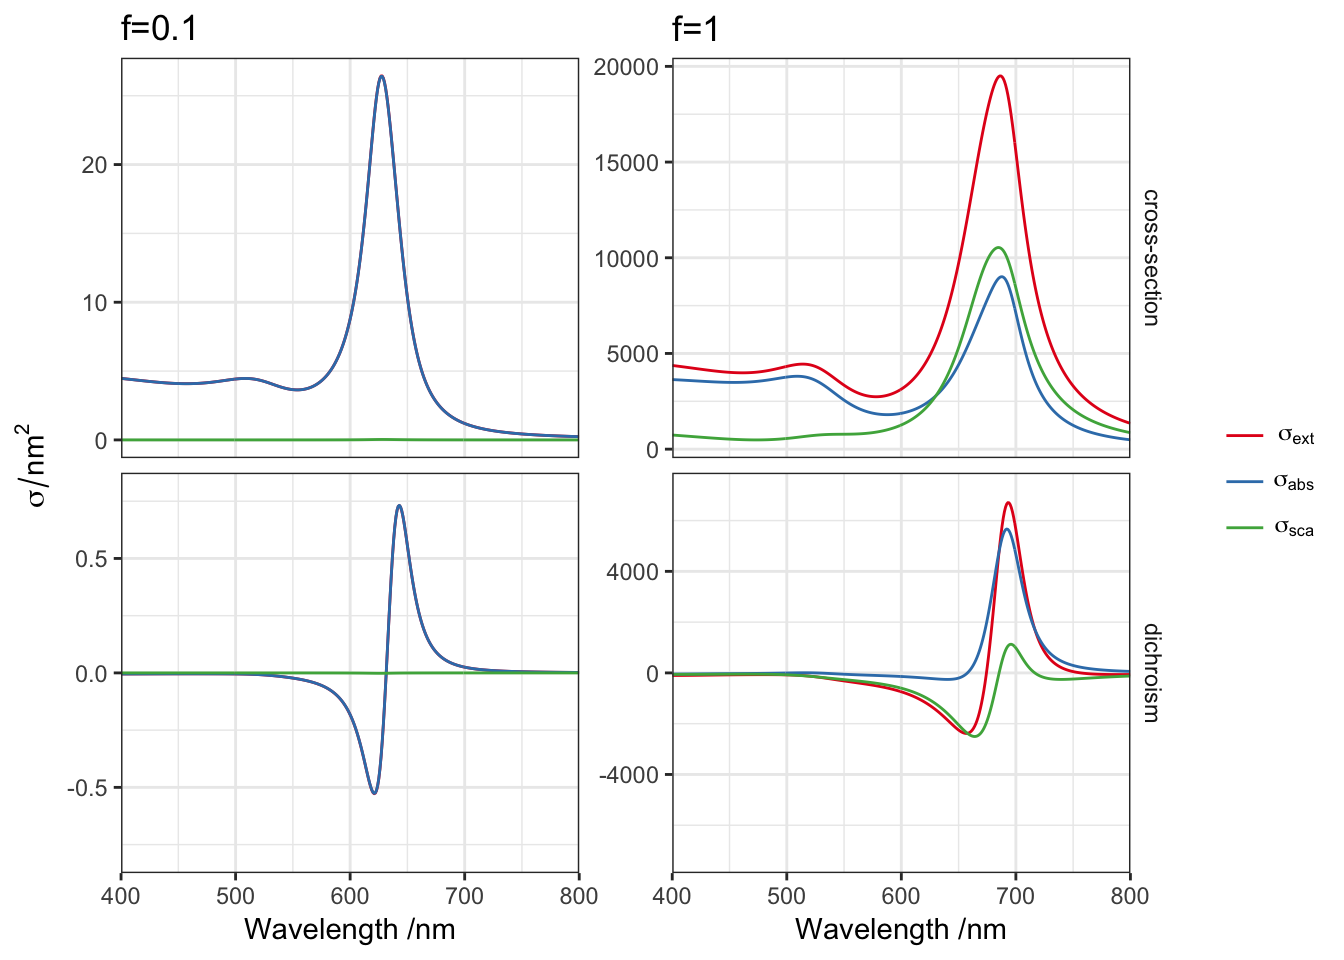 f=0.1
f=1
σ/nm²
20
10
0
0.5
0.0
-0.5
400 500 600 700 800
Wavelength /nm
20000
15000
10000
5000
0
cross-section
4000
0
-4000
dichroism
400 500 600 700 800
Wavelength /nm
σext
σabs
σsca